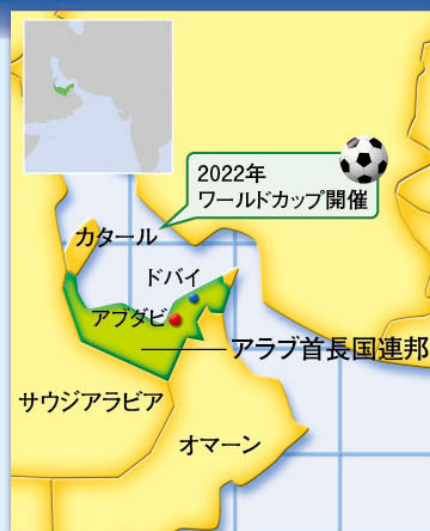 2022年
ワールドカップ開催
カタール
ドバイ
アブダビ
アラブ首長国連邦
サウジアラビア
オマーン